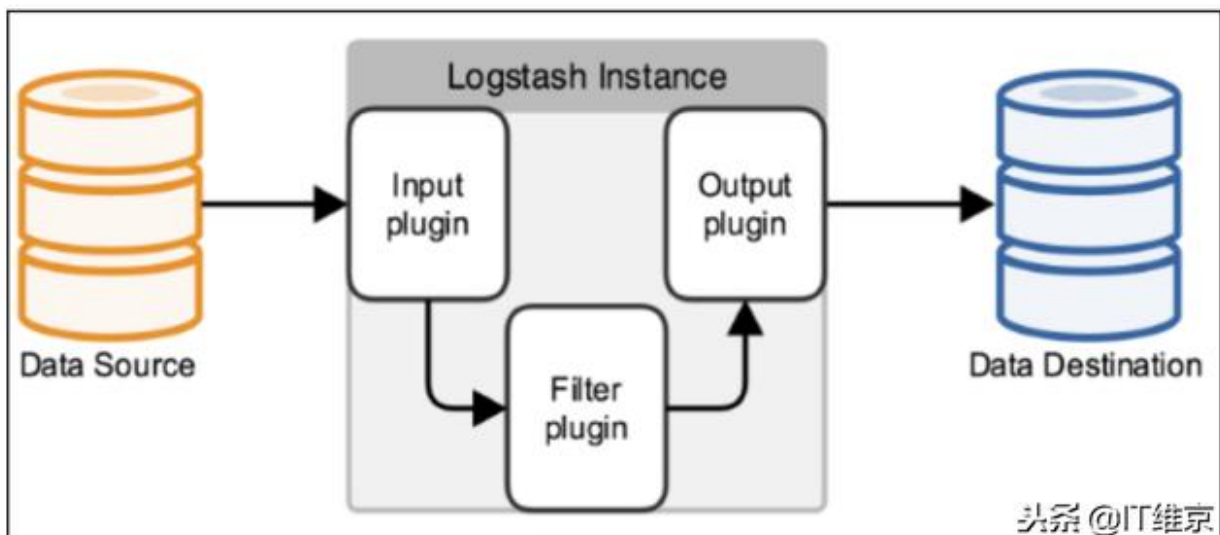 Logstash Instance
Input
plugin
Output
plugin
Filter
plugin
Data Source
Data Destination
头条 @IT维京